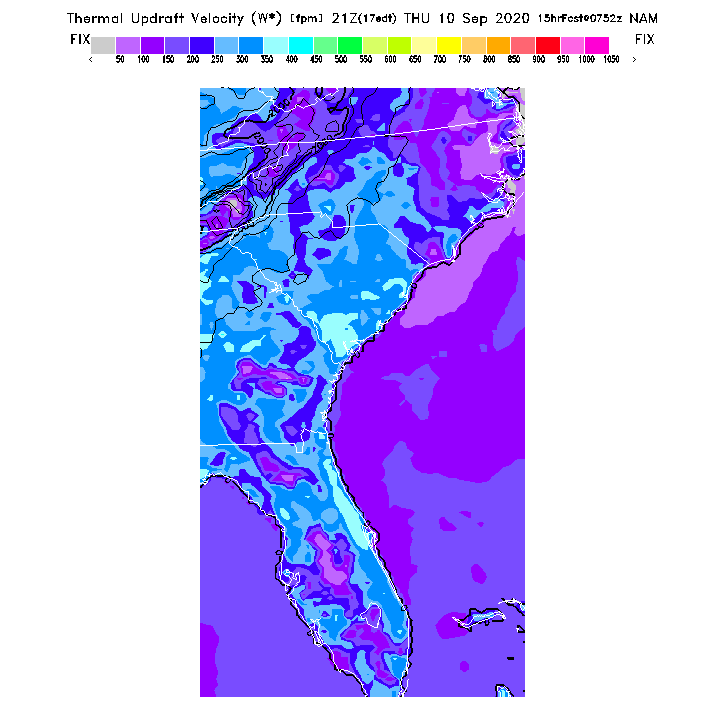 Thermal Updraft Velocity (W*) [fpm] 21Z(17edt) THU 10 Sep 2020 15hrFcst@0752z NAM
FIX FIX
< 50 100 150 200 250 300 350 400 450 500 550 600 650 700 750 800 850 900 950 1000 1050 >